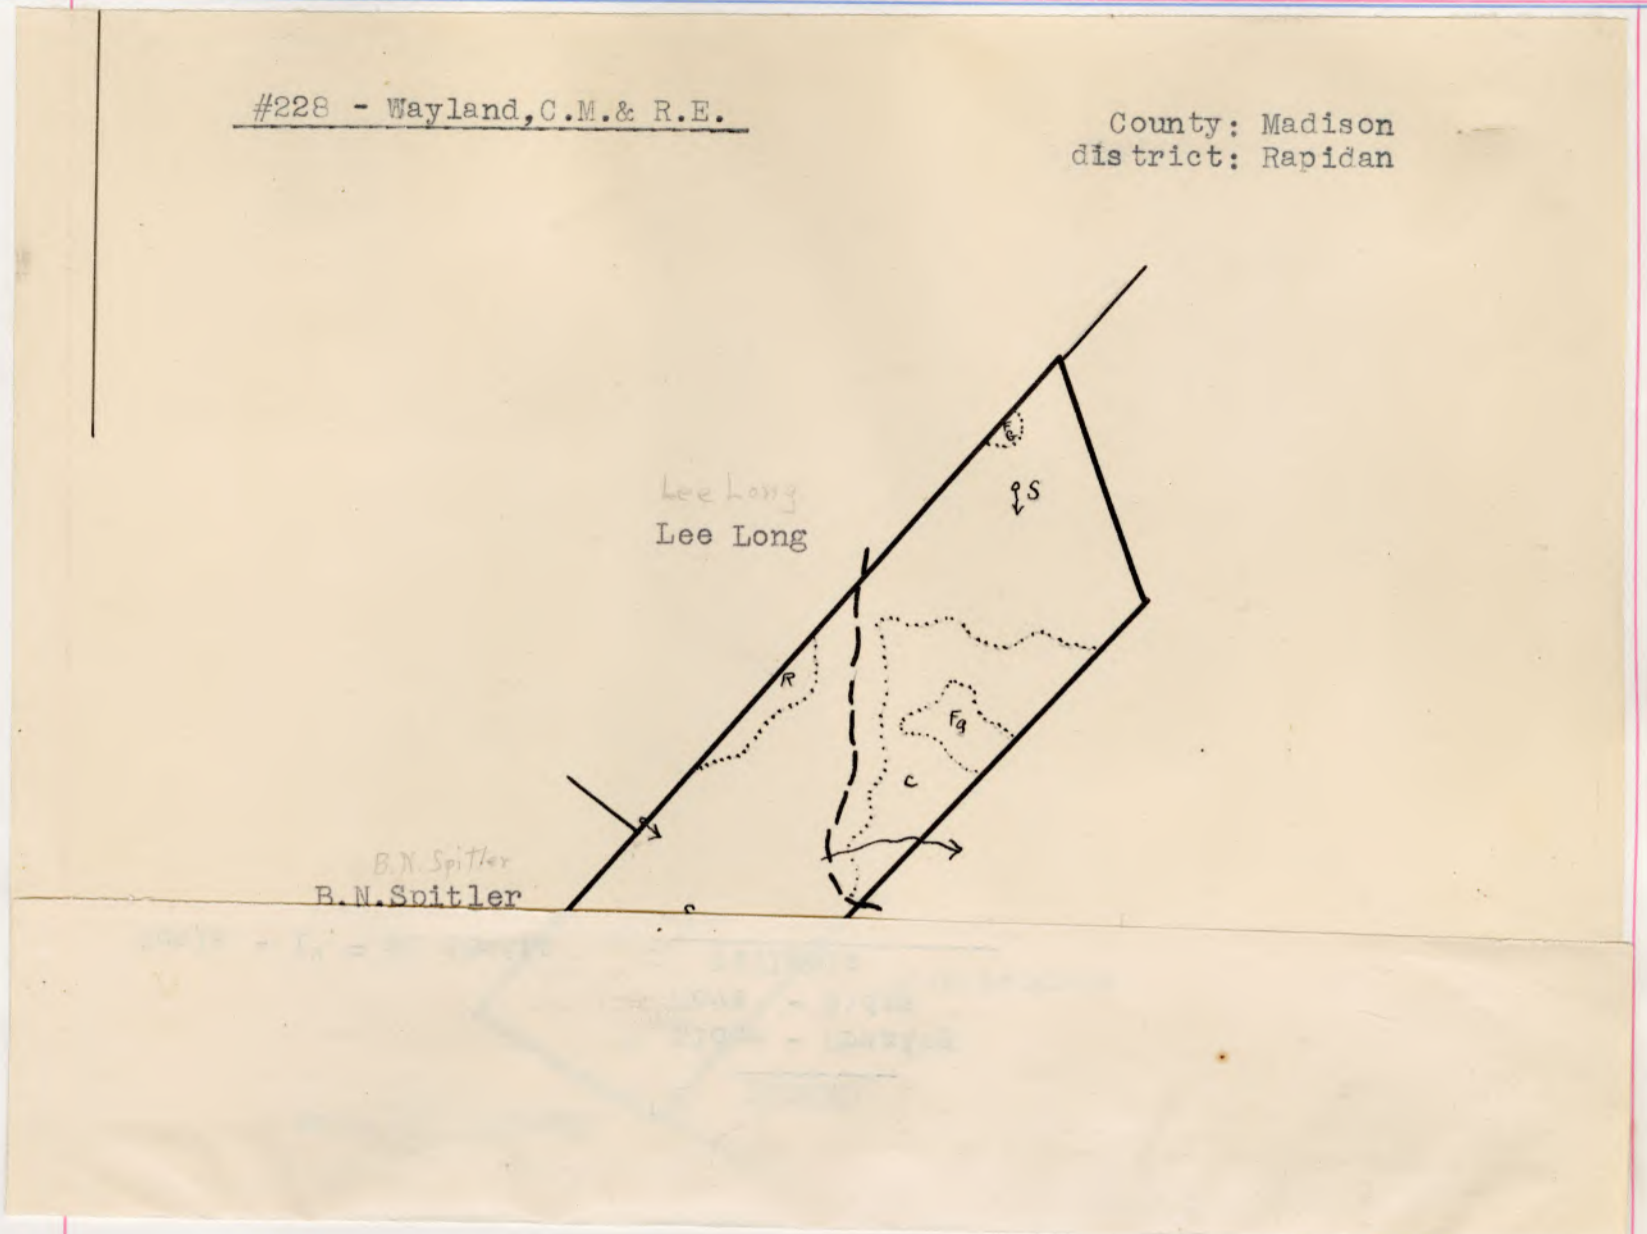 #228 - Wayland,C.M.& R.E.
County: Madison
district: Rapidan
S
Lee Long
Lee Long
R
Fg
C
B.N.Spitler
B.N.Spitler